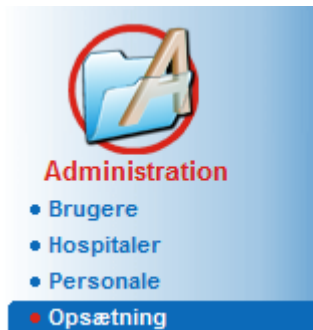 Administration
Brugere
Hospitaler
Personale
Opsætning